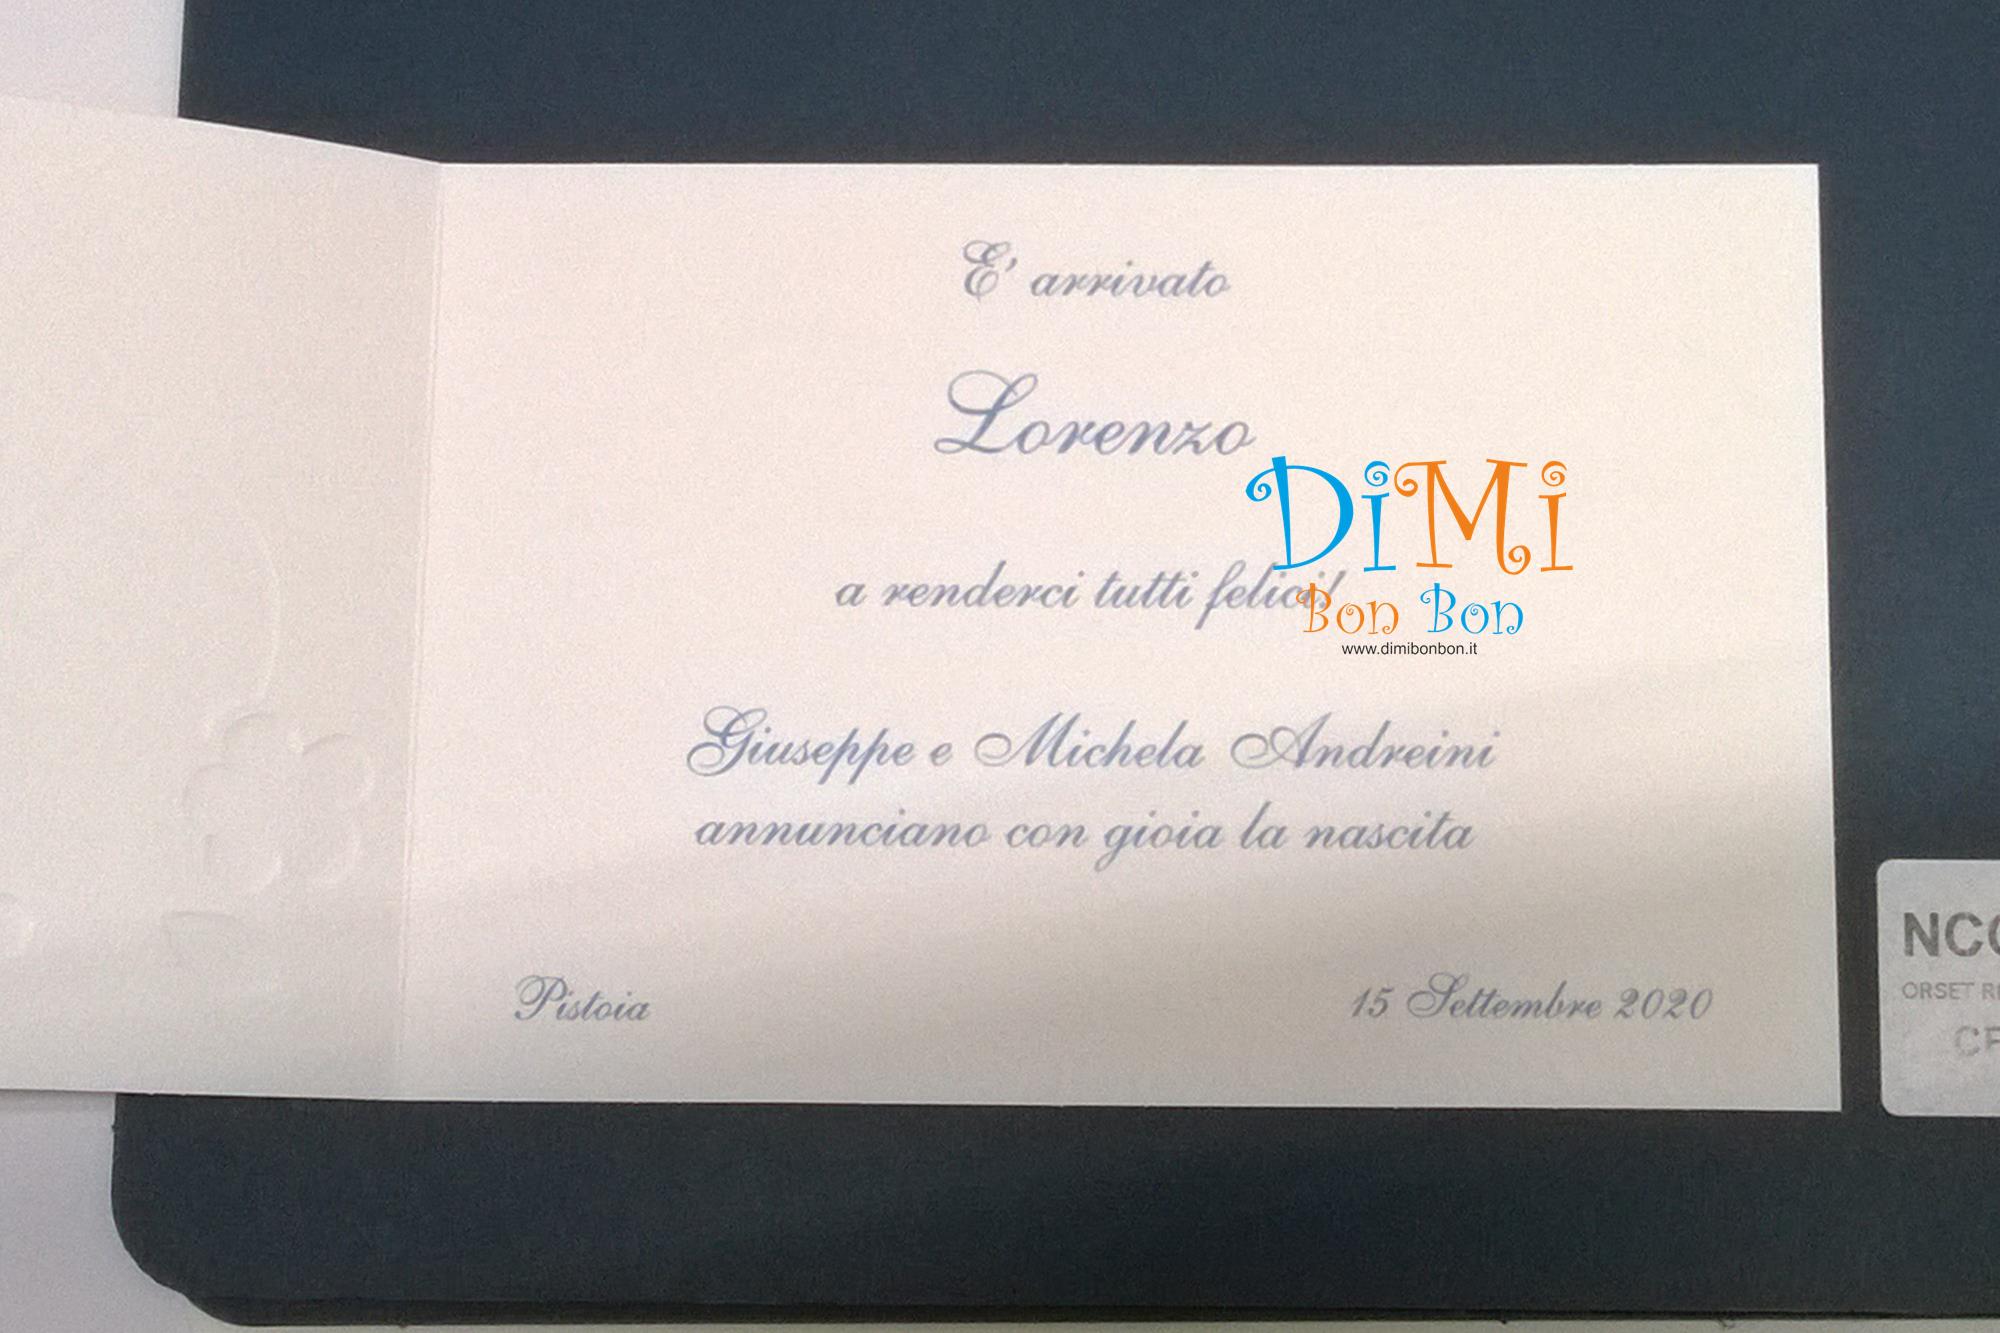 E' arrivato
Lorenzo
DiMi
a renderci tutti felici!
Bon Bon
www.dimibonbon.it
Giuseppe e Michela Andreini
annunciano con gioia la nascita
Pistoia
15 Settembre 2020
ORSET